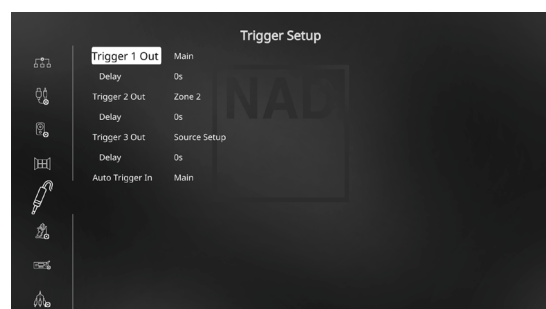 Trigger Setup
Trigger 1 Out Main
Delay 0s
Trigger 2 Out Zone 2
Delay 0s
Trigger 3 Out Source Setup
Delay 0s
Auto Trigger In Main
NAD